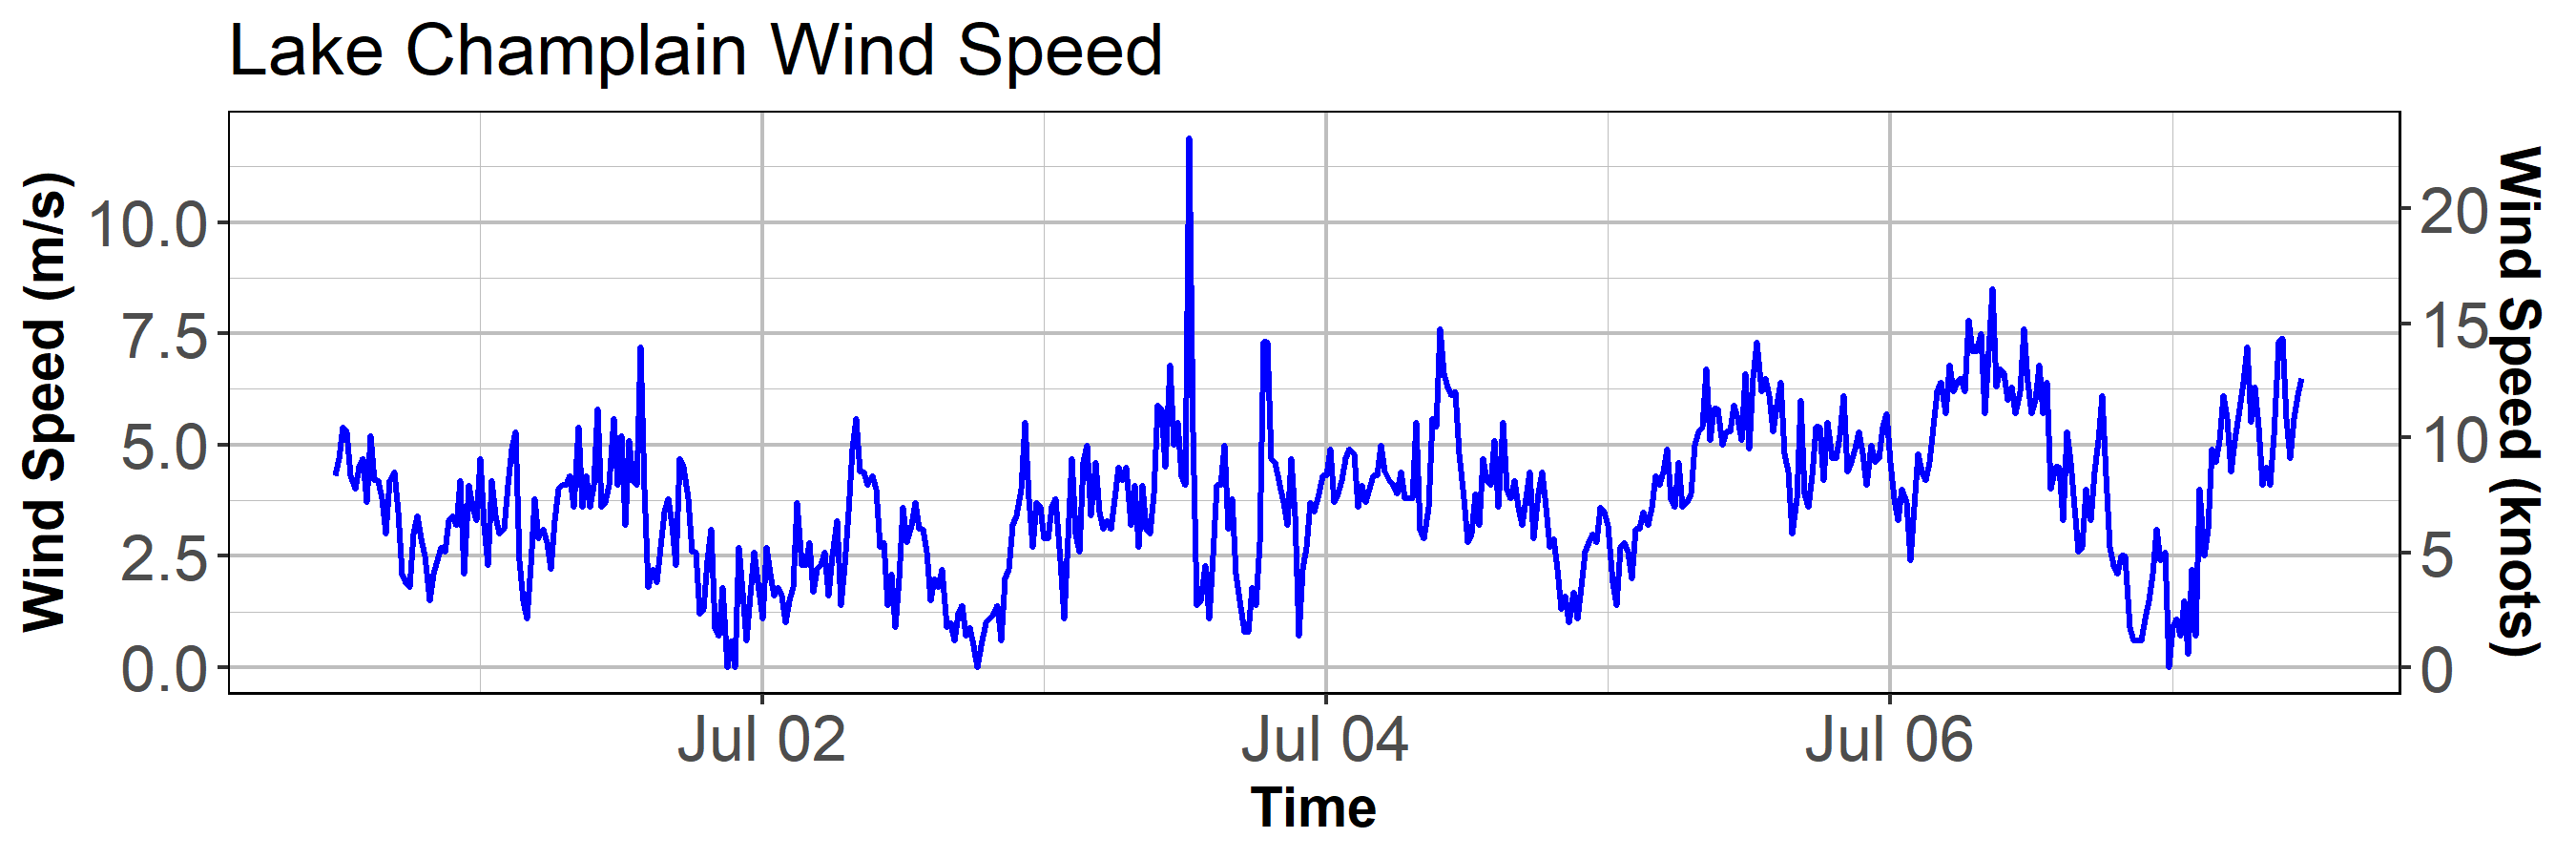 Lake Champlain Wind Speed
Wind Speed (m/s)
10.0
7.5
5.0
2.5
0.0
20
15
10
5
0
Wind Speed (knots)
Jul 02
Jul 04
Jul 06
Time